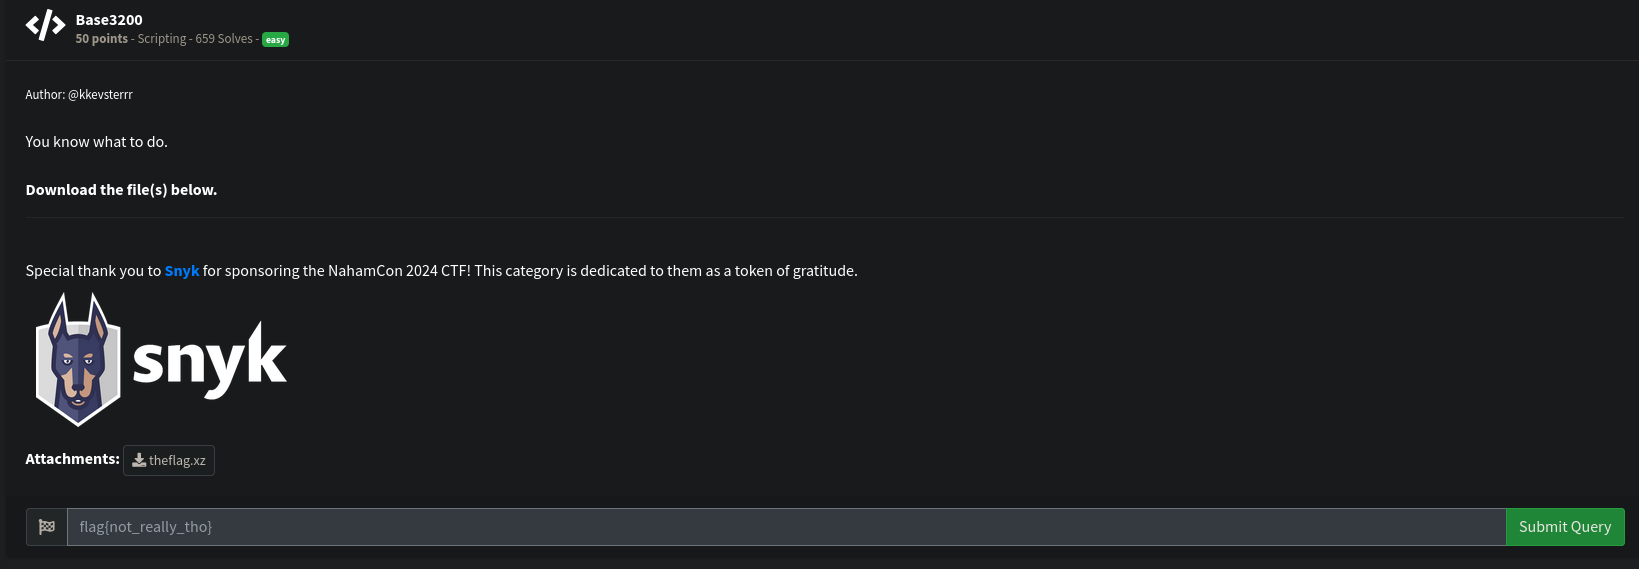 Base3200
50 points - Scripting - 659 Solves - easy
Author: @kkevsterrr
You know what to do.
Download the file(s) below.
Special thank you to Snyk for sponsoring the NahamCon 2024 CTF! This category is dedicated to them as a token of gratitude.
snyk
Attachments: theflag.xz
flag{not_really_tho} Submit Query